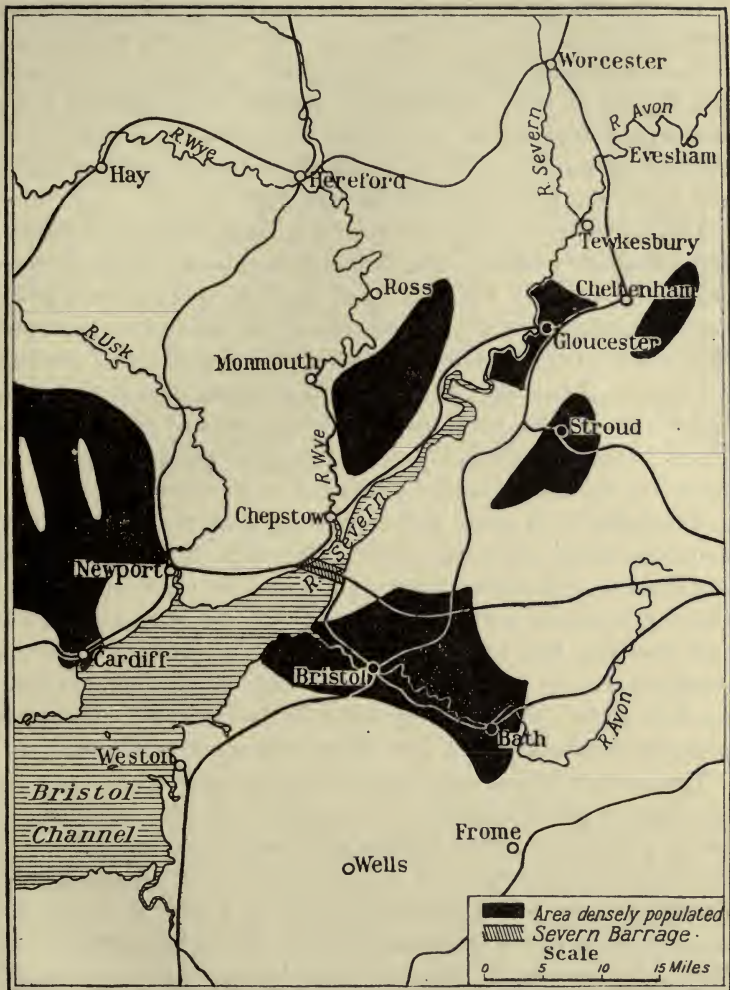 Worcester
R. Avon
Evesham
R. Severn
R. Wye
Hay
Hereford
Tewkesbury
Ross
Cheltenham
Gloucester
R. Usk
Monmouth
Stroud
R. Wye
Chepstow
R. Severn
Newport
Cardiff
Bristol
Bath
R. Avon
Weston
Bristol
Channel
Frome
Wells
Area densely populated
Severn Barrage
Scale
0 5 10 15 Miles